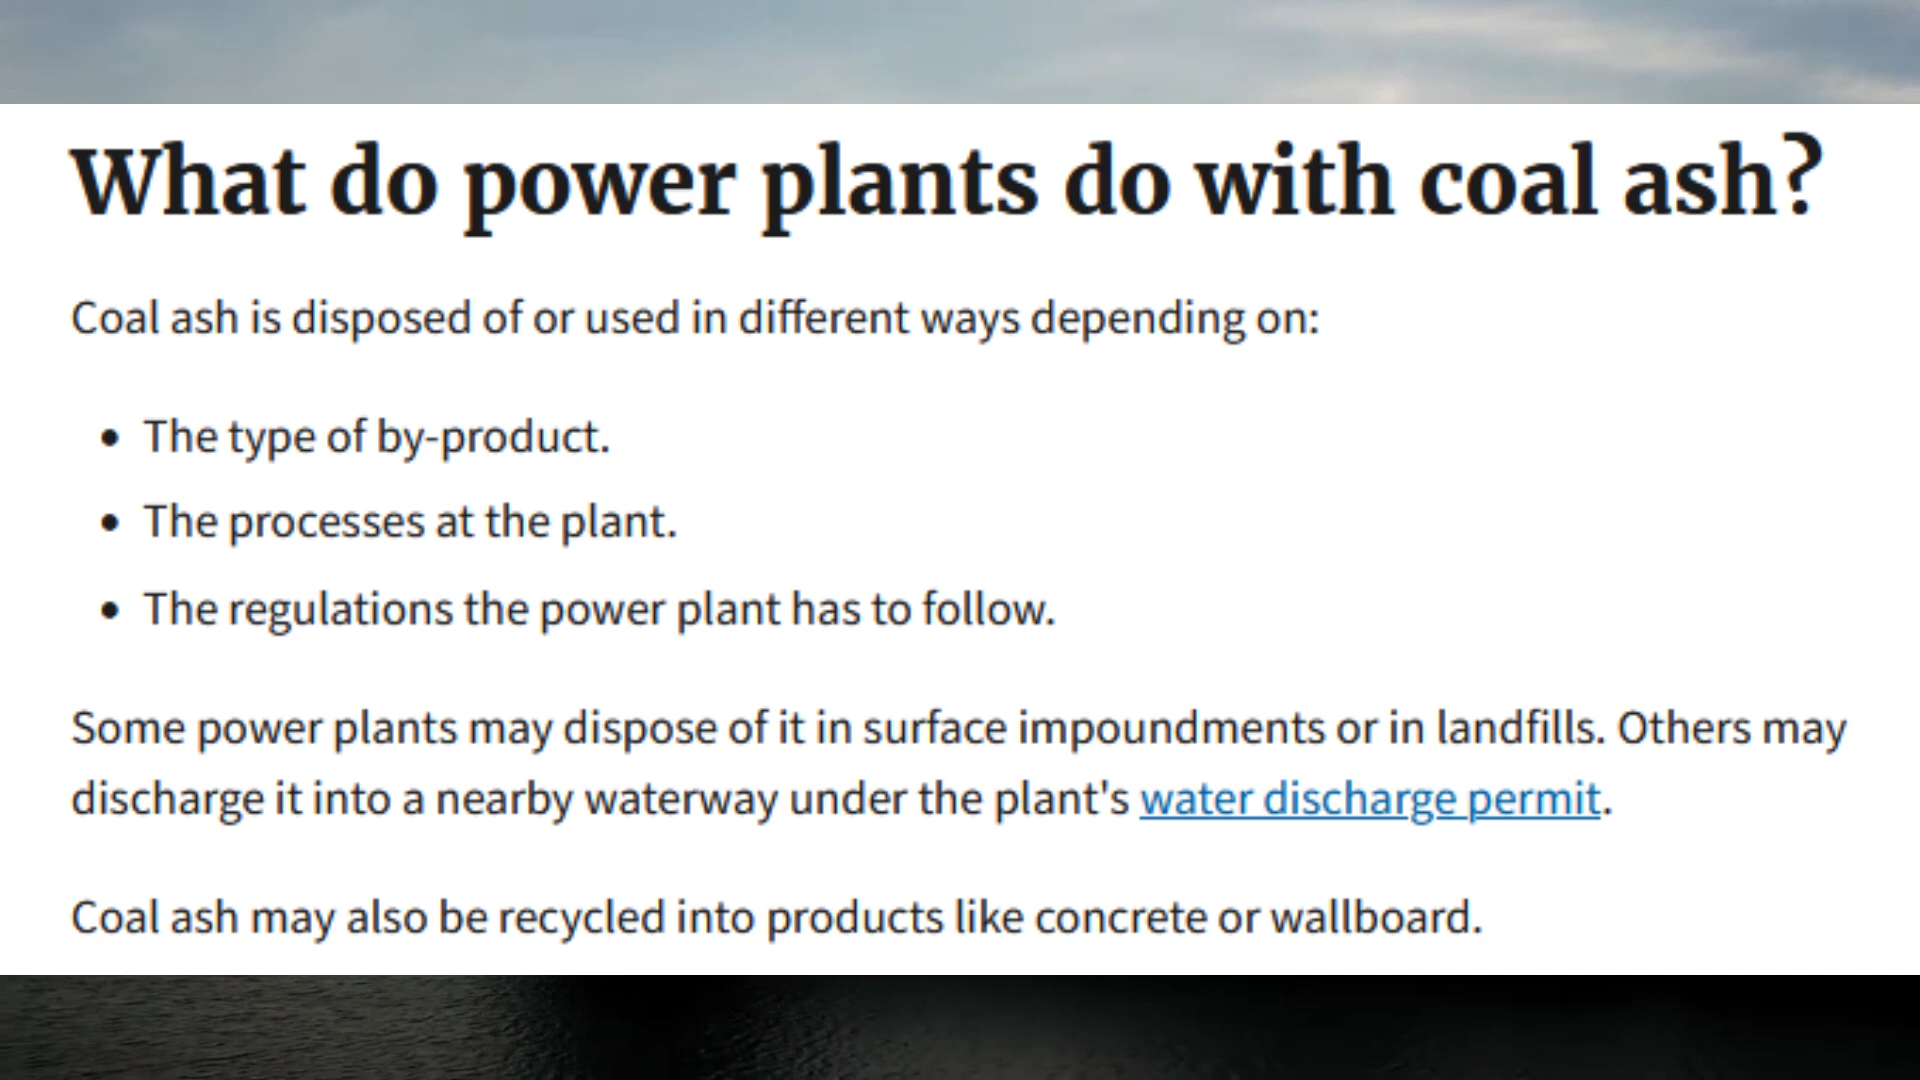 What do power plants do with coal ash?
Coal ash is disposed of or used in different ways depending on:
• The type of by-product.
• The processes at the plant.
• The regulations the power plant has to follow.
Some power plants may dispose of it in surface impoundments or in landfills. Others may
discharge it into a nearby waterway under the plant's water discharge permit.
Coal ash may also be recycled into products like concrete or wallboard.